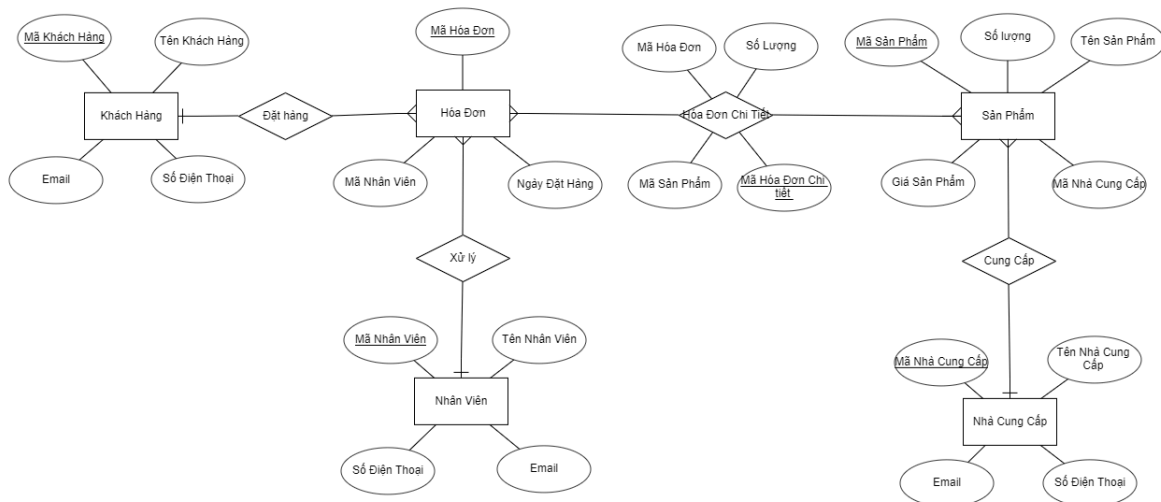 Mã Khách Hàng
Tên Khách Hàng
Khách Hàng
Email
Số Điện Thoại
Đặt hàng
Mã Hóa Đơn
Hóa Đơn
Mã Nhân Viên
Ngày Đặt Hàng
Mã Hóa Đơn
Số Lượng
Hóa Đơn Chi Tiết
Mã Sản Phẩm
Mã Hóa Đơn Chi
tiết
Mã Sản Phẩm
Số lượng
Tên Sản Phẩm
Sản Phẩm
Giá Sản Phẩm
Mã Nhà Cung Cấp
Xử lý
Cung Cấp
Mã Nhân Viên
Tên Nhân Viên
Nhân Viên
Số Điện Thoại
Email
Mã Nhà Cung Cấp
Tên Nhà Cung
Cấp
Nhà Cung Cấp
Email
Số Điện Thoại